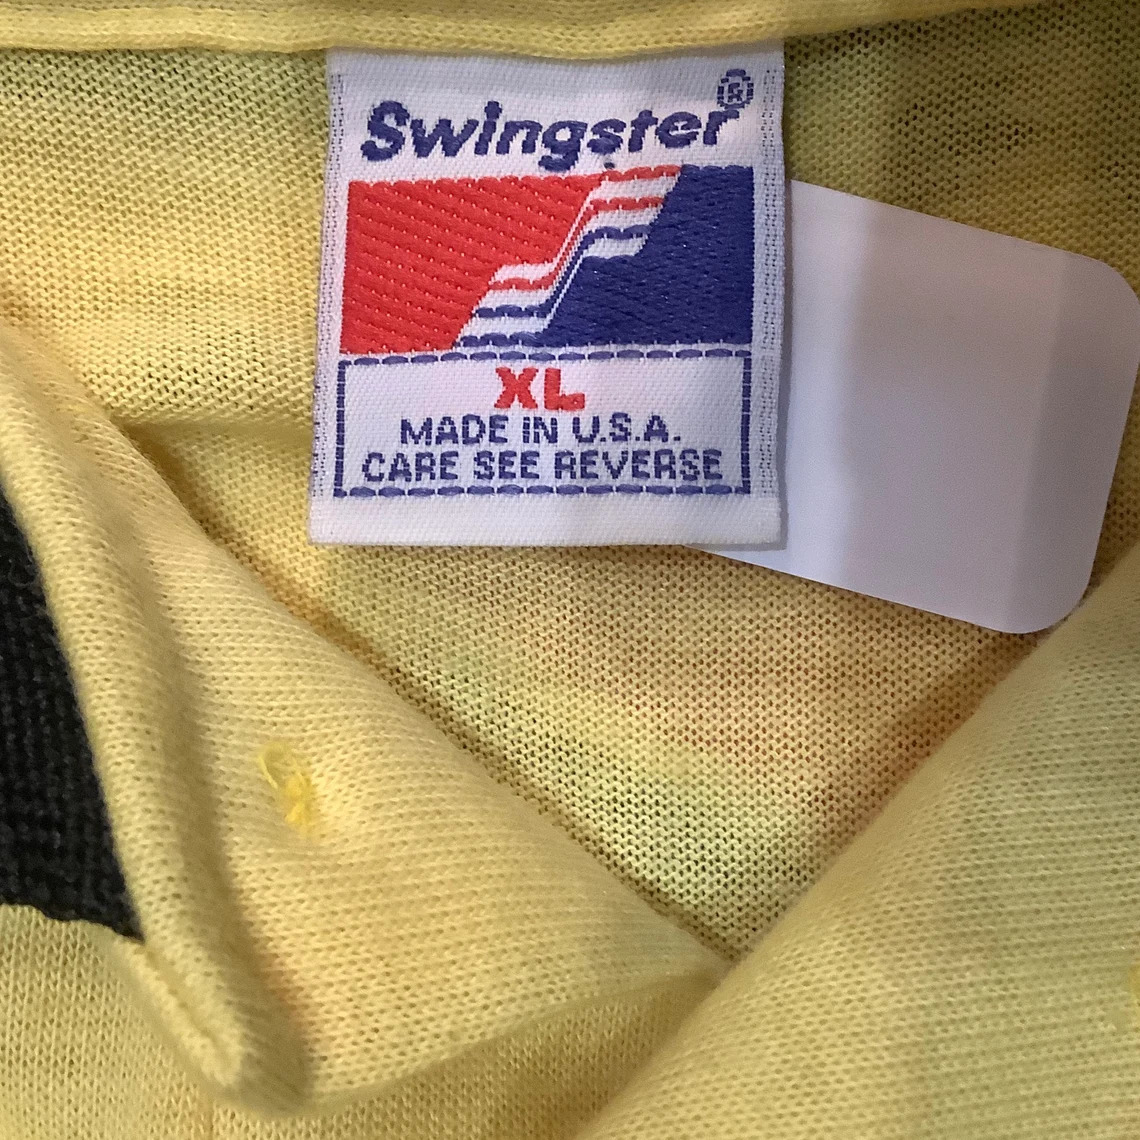 Swingster®
XL
MADE IN U.S.A.
CARE SEE REVERSE